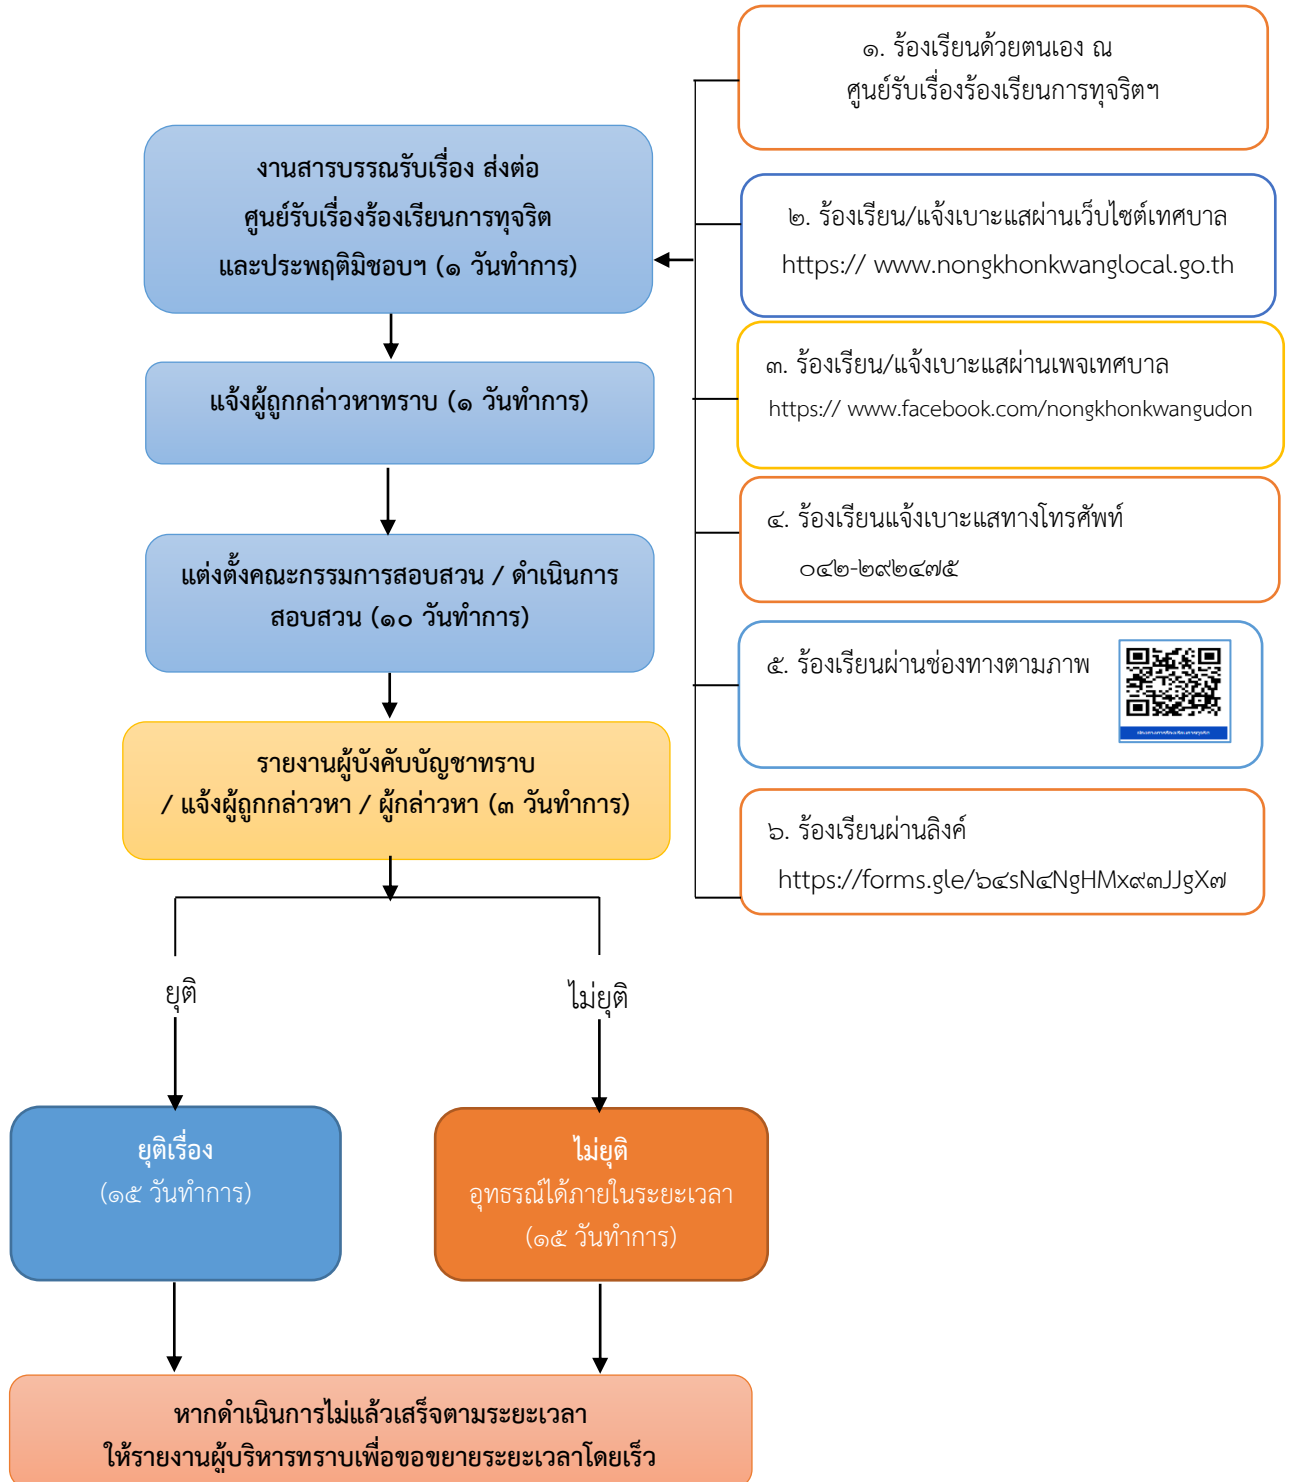 ๑. ร้องเรียนด้วยตนเอง ณ
ศูนย์รับเรื่องร้องเรียนการทุจริตฯ
งานสารบรรณรับเรื่อง ส่งต่อ
ศูนย์รับเรื่องร้องเรียนการทุจริต
และประพฤติมิชอบฯ (๑ วันทำการ)
๒. ร้องเรียน/แจ้งเบาะแสผ่านเว็บไซต์เทศบาล
https:// www.nongkhonkwanglocal.go.th
๓. ร้องเรียน/แจ้งเบาะแสผ่านเพจเทศบาล
https:// www.facebook.com/nongkhonkwangudon
แจ้งผู้ถูกกล่าวหาทราบ (๑ วันทำการ)
๔. ร้องเรียนแจ้งเบาะแสทางโทรศัพท์
๐๔๒-๒๙๒๔๗๕
แต่งตั้งคณะกรรมการสอบสวน / ดำเนินการ
สอบสวน (๑๐ วันทำการ)
๕. ร้องเรียนผ่านช่องทางตามภาพ
รายงานผู้บังคับบัญชาทราบ
/ แจ้งผู้ถูกกล่าวหา / ผู้กล่าวหา (๓ วันทำการ)
๖. ร้องเรียนผ่านลิงค์
https://forms.gle/๖๔sN๔NgHMx๙๓JJgX๗
ยุติ
ไม่ยุติ
ยุติเรื่อง
(๑๕ วันทำการ)
ไม่ยุติ
อุทธรณ์ได้ภายในระยะเวลา
(๑๕ วันทำการ)
หากดำเนินการไม่แล้วเสร็จตามระยะเวลา
ให้รายงานผู้บริหารทราบเพื่อขอขยายระยะเวลาโดยเร็ว